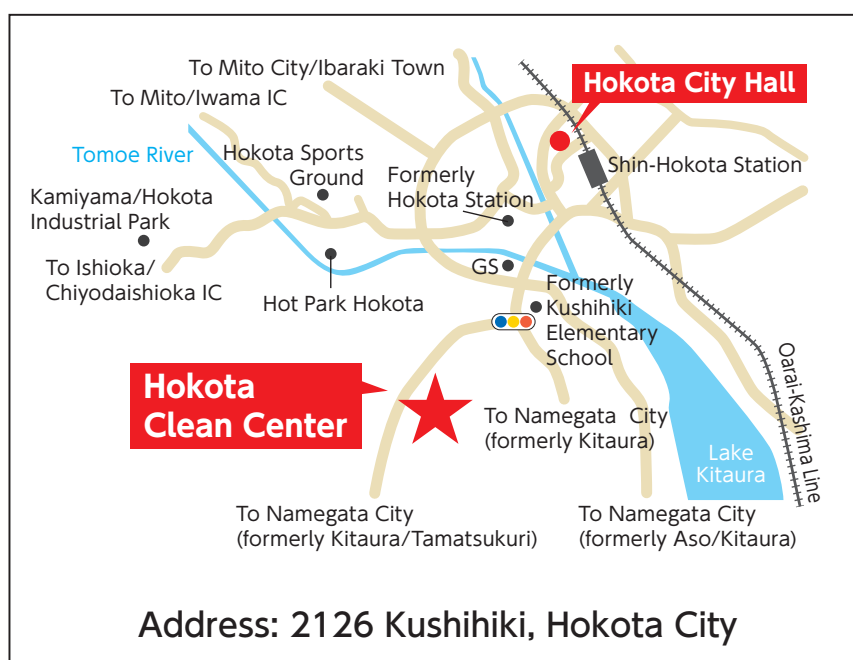 To Mito City/Ibaraki Town
Hokota City Hall
To Mito/Iwama IC
Tomoe River
Hokota Sports
Ground
Formerly
Hokota Station
Shin-Hokota Station
Kamiyama/Hokota
Industrial Park
To Ishioka/
Chiyodaishioka IC
Hot Park Hokota
GS
Formerly
Kushihiki
Elementary
School
Oarai-Kashima Line
Hokota
Clean Center
To Namegata City
(formerly Kitaura)
Lake
Kitaura
To Namegata City
(formerly Kitaura/Tamatsukuri)
To Namegata City
(formerly Aso/Kitaura)
Address: 2126 Kushihiki, Hokota City